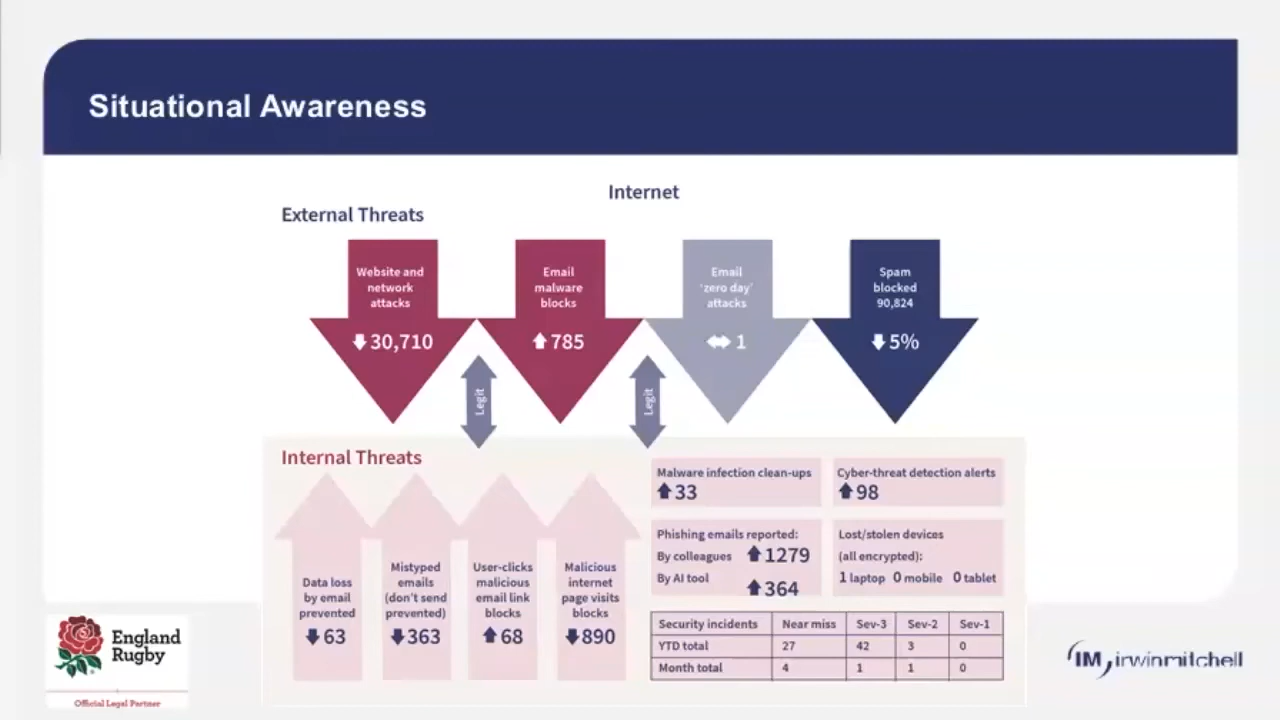 Situational Awareness
Internet
External Threats
Website and
network
attacks
30,710
Email
malware
blocks
785
Email
'zero day'
attacks
1
Spam
blocked
90,824
5%
Legit
Legit
Internal Threats
Data loss
by email
prevented
63
Mistyped
emails
(don't send
prevented)
363
User-clicks
malicious
email link
blocks
68
Malicious
internet
page visits
blocks
890
Malware infection clean-ups
33
Cyber-threat detection alerts
98
Phishing emails reported:
By colleagues 1279
By AI tool 364
Lost/stolen devices
(all encrypted):
1 laptop 0 mobile 0 tablet
Security incidents Near miss Sev-3 Sev-2 Sev-1
YTD total 27 42 3 0
Month total 4 1 1 0
England
Rugby
Official Legal Partner
IM irwinmitchell